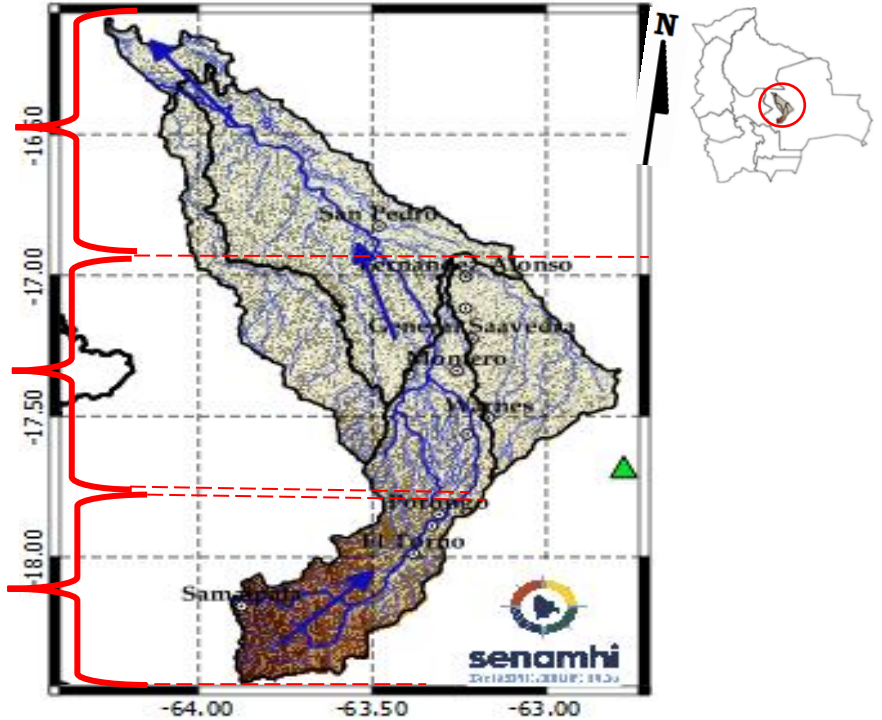 N
-16.50
San Pedro
-17.00
Fernandez Alonso
General Saavedra
Montero
-17.50
Warnes
Porongo
El Torno
-18.00
Samaipata
senamhi
-64.00
-63.50
-63.00